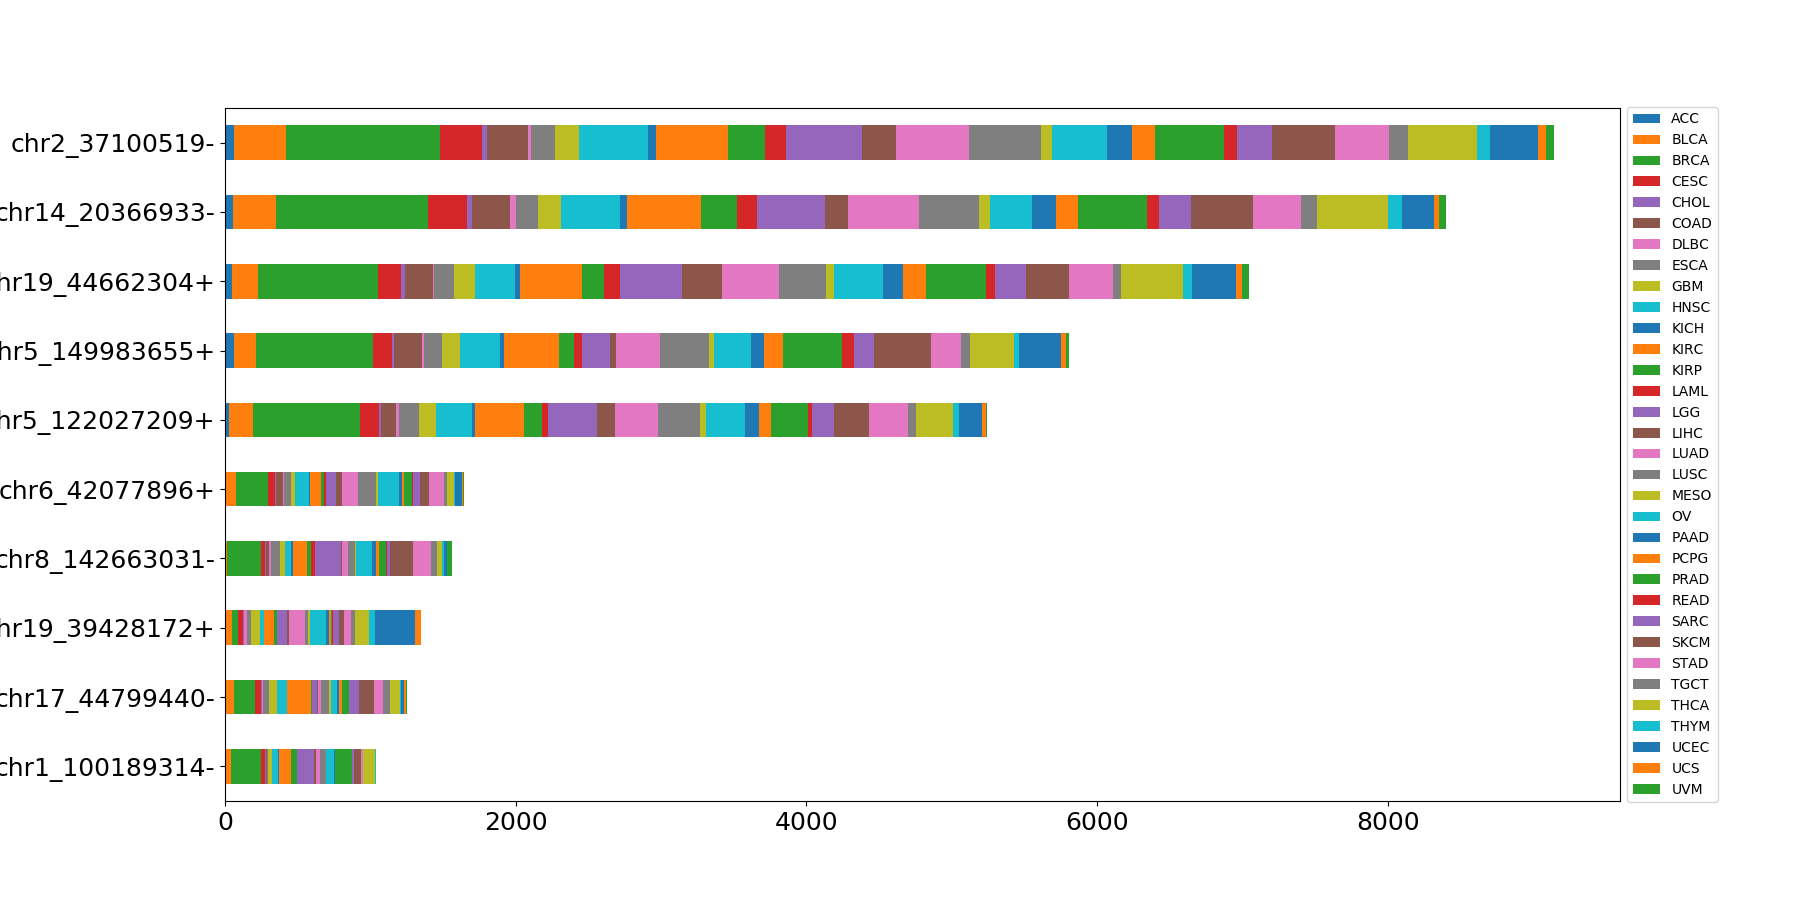 chr2_37100519-
chr14_20366933-
hr19_44662304+
hr5_149983655+
hr5_122027209+
chr6_42077896+
chr8_142663031-
hr19_39428172+
chr17_44799440-
chr1_100189314-
0 2000 4000 6000 8000
ACC
BLCA
BRCA
CESC
CHOL
COAD
DLBC
ESCA
GBM
HNSC
KICH
KIRC
KIRP
LAML
LGG
LIHC
LUAD
LUSC
MESO
OV
PAAD
PCPG
PRAD
READ
SARC
SKCM
STAD
TGCT
THCA
THYM
UCEC
UCS
UVM